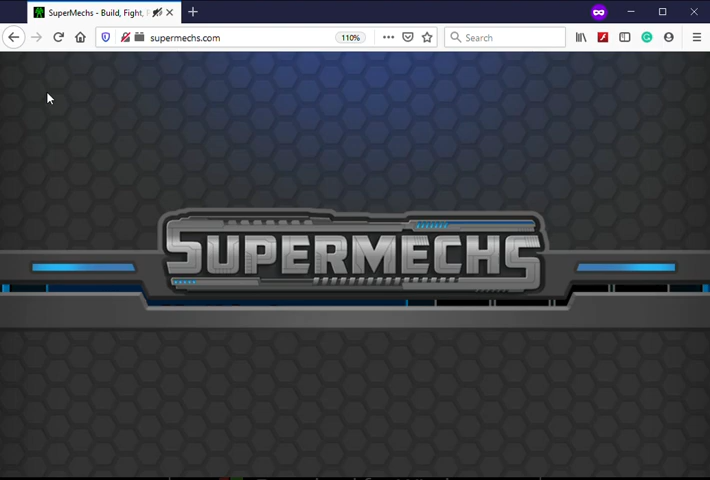 SuperMechs - Build, Fight,
supermechs.com
110%
Search
SUPERMECHS